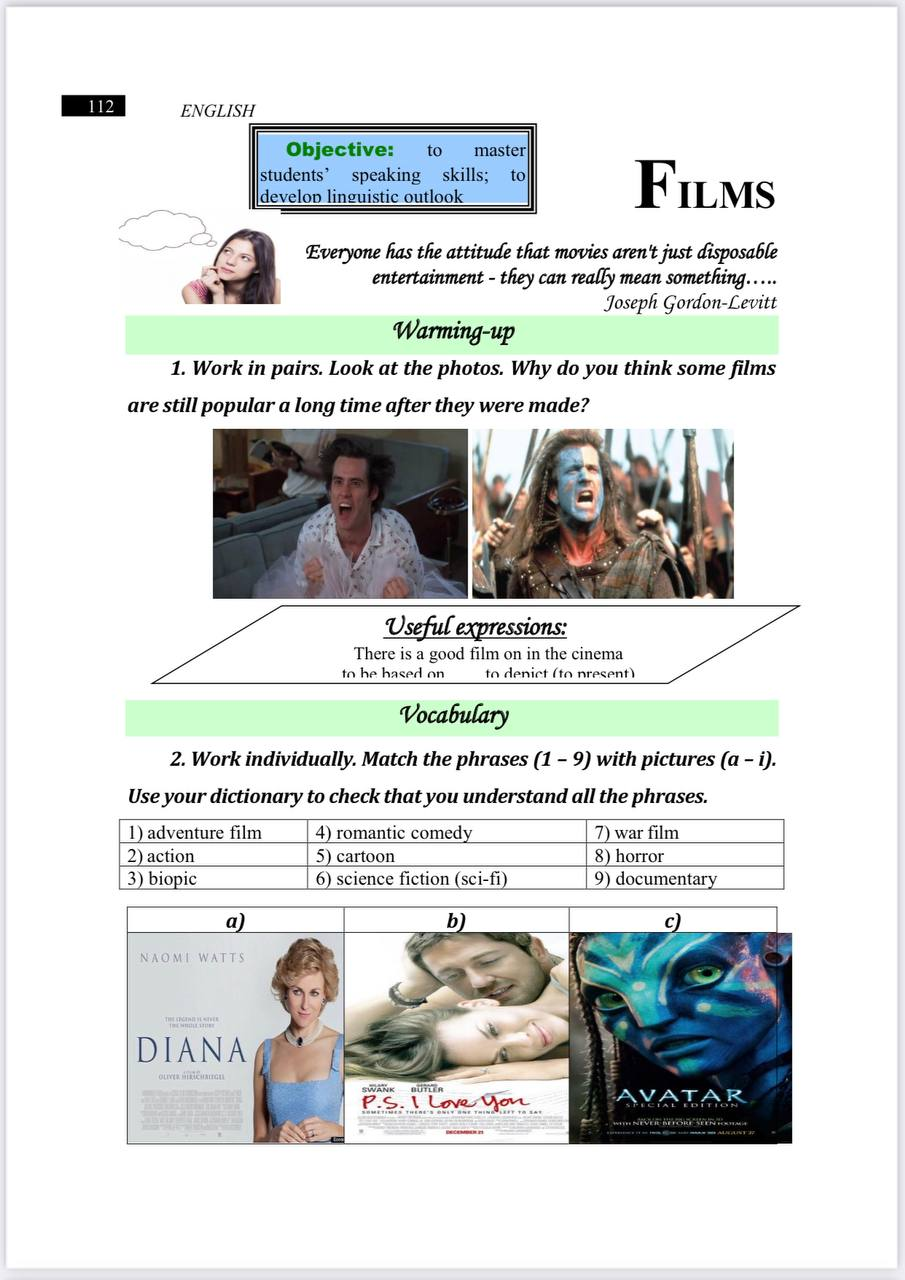 112
ENGLISH
Objective: to master
students’ speaking skills; to
develop linguistic outlook
FILMS
Everyone has the attitude that movies aren't just disposable
entertainment - they can really mean something…..
Joseph Gordon-Levitt
Warming-up
1. Work in pairs. Look at the photos. Why do you think some films
are still popular a long time after they were made?
Useful expressions:
There is a good film on in the cinema
to be based on to depict (to present)
Vocabulary
2. Work individually. Match the phrases (1 – 9) with pictures (a – i).
Use your dictionary to check that you understand all the phrases.
1) adventure film 4) romantic comedy 7) war film
2) action 5) cartoon 8) horror
3) biopic 6) science fiction (sci-fi) 9) documentary
a) b) c)
NAOMI WATTS
THE LEGEND IS NEVER
THE WHOLE STORY
DIANA
A FILM BY
OLIVER HIRSCHBIEGEL
HILARY SWANK GERARD BUTLER
P.S. I Love You
SOMETIMES THERE'S ONLY ONE THING LEFT TO SAY
DECEMBER 21
AVATAR
SPECIAL EDITION
WITH NEVER-BEFORE-SEEN FOOTAGE
AUGUST 27